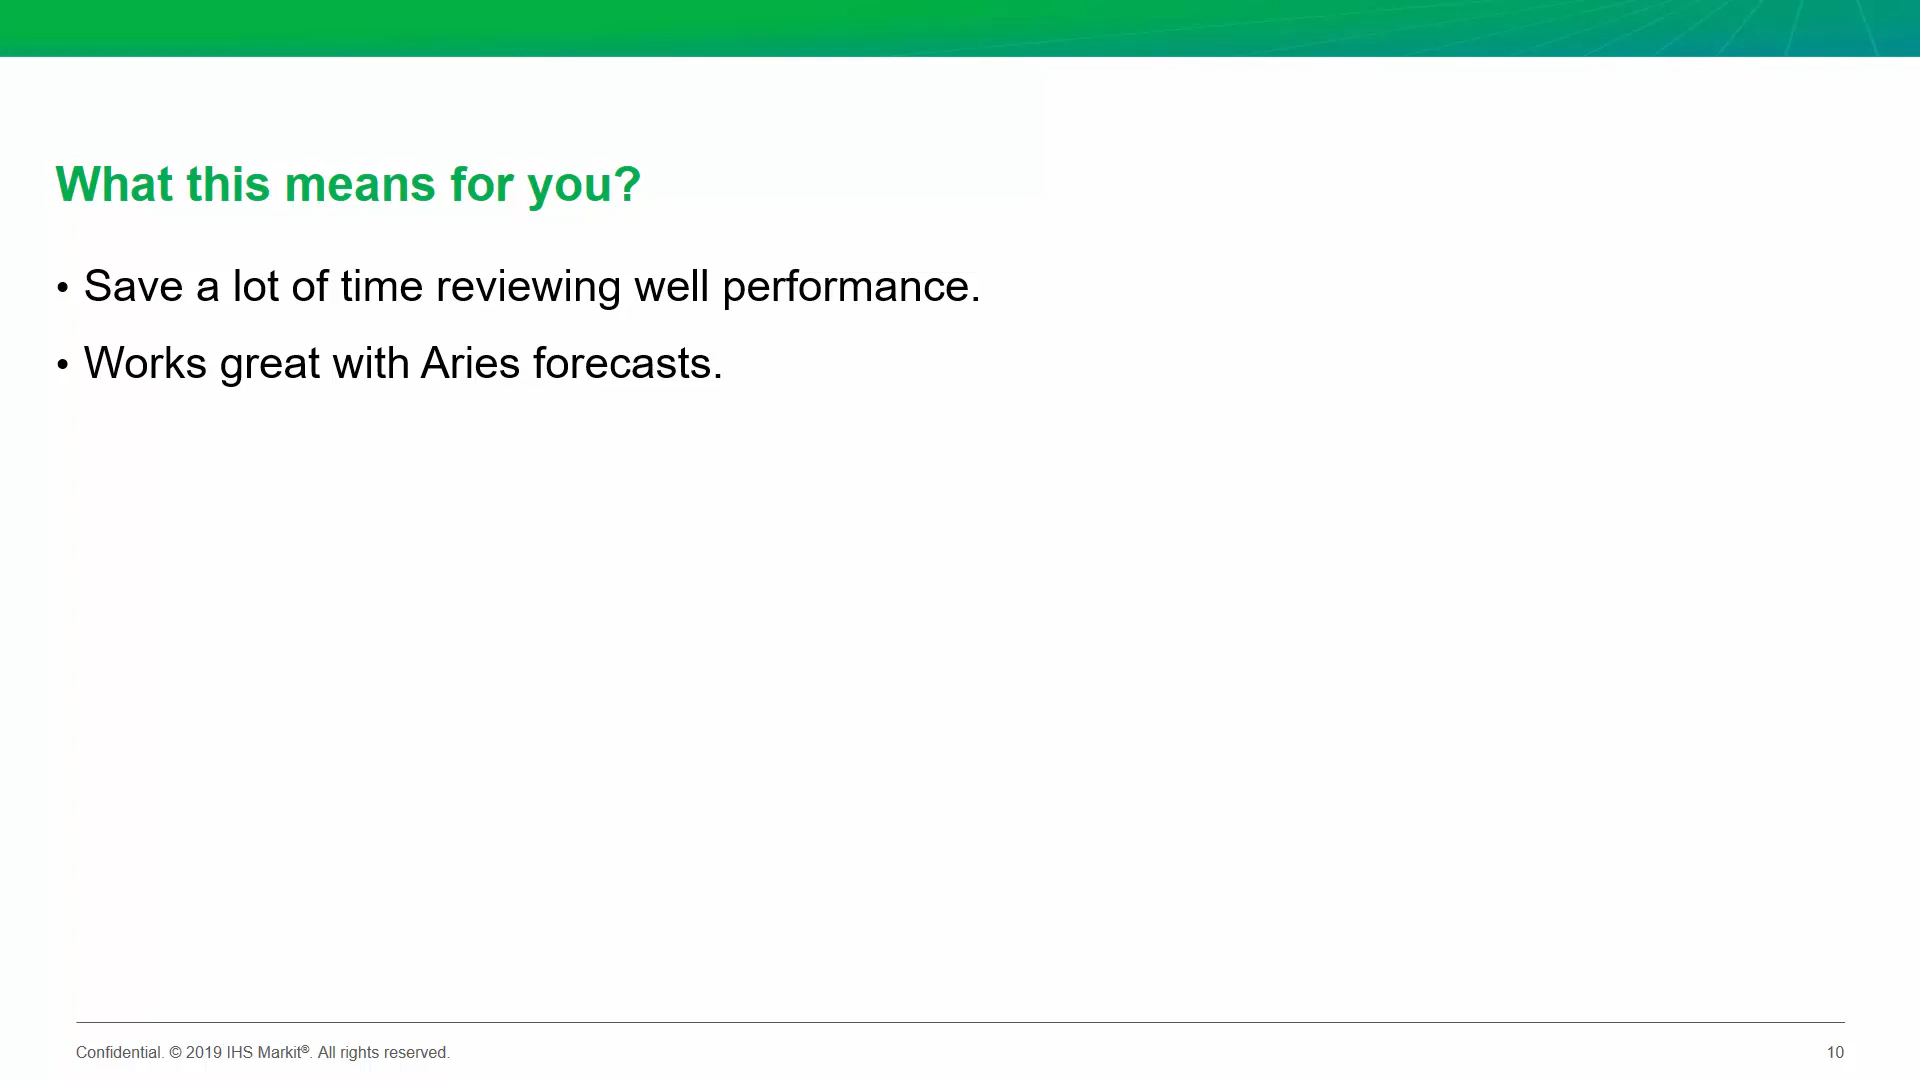 What this means for you?
• Save a lot of time reviewing well performance.
• Works great with Aries forecasts.
Confidential. © 2019 IHS Markit®. All rights reserved.
10